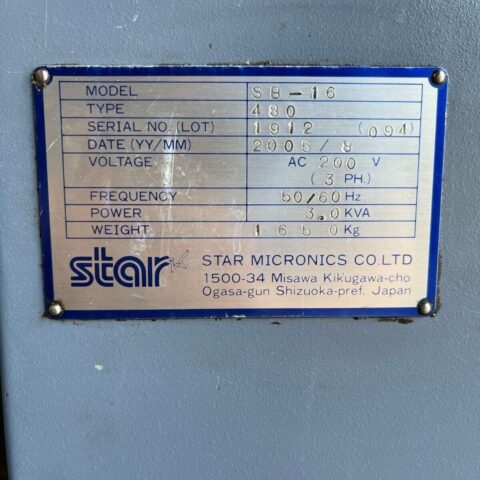 MODEL SB-16
TYPE 480
SERIAL NO. (LOT) 1912 (094)
DATE (YY/MM) 2005/8
VOLTAGE AC 200 V
(3 PH.)
FREQUENCY 50/60 Hz
POWER 3.0 KVA
WEIGHT 1650 Kg
star STAR MICRONICS CO.LTD
1500-34 Misawa Kikugawa-cho
Ogasa-gun Shizuoka-pref. Japan